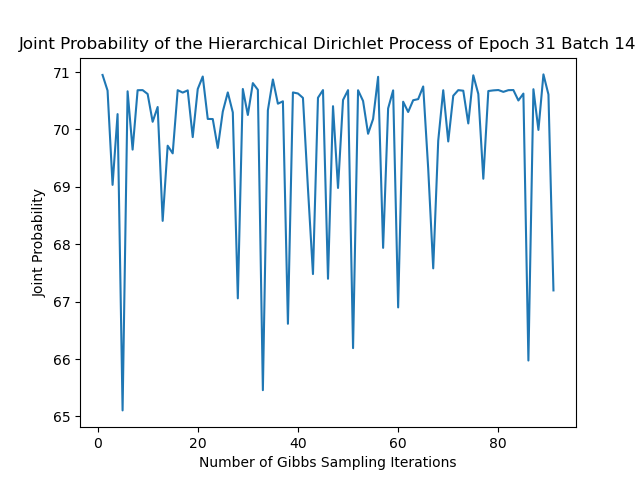 Joint Probability of the Hierarchical Dirichlet Process of Epoch 31 Batch 14
71
70
69
68
67
66
65
Joint Probability
0 20 40 60 80
Number of Gibbs Sampling Iterations